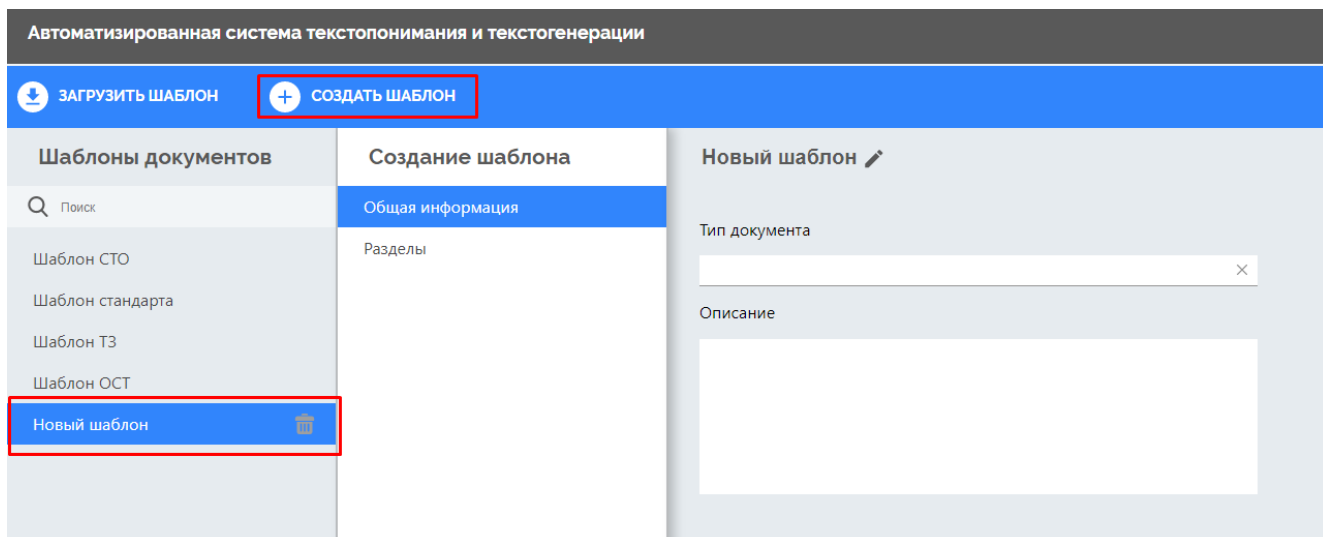 Автоматизированная система текстопонимания и текстогенерации
ЗАГРУЗИТЬ ШАБЛОН
СОЗДАТЬ ШАБЛОН
Шаблоны документов
Поиск
Шаблон СТО
Шаблон стандарта
Шаблон ТЗ
Шаблон ОСТ
Новый шаблон
Создание шаблона
Общая информация
Разделы
Новый шаблон
Тип документа
Описание